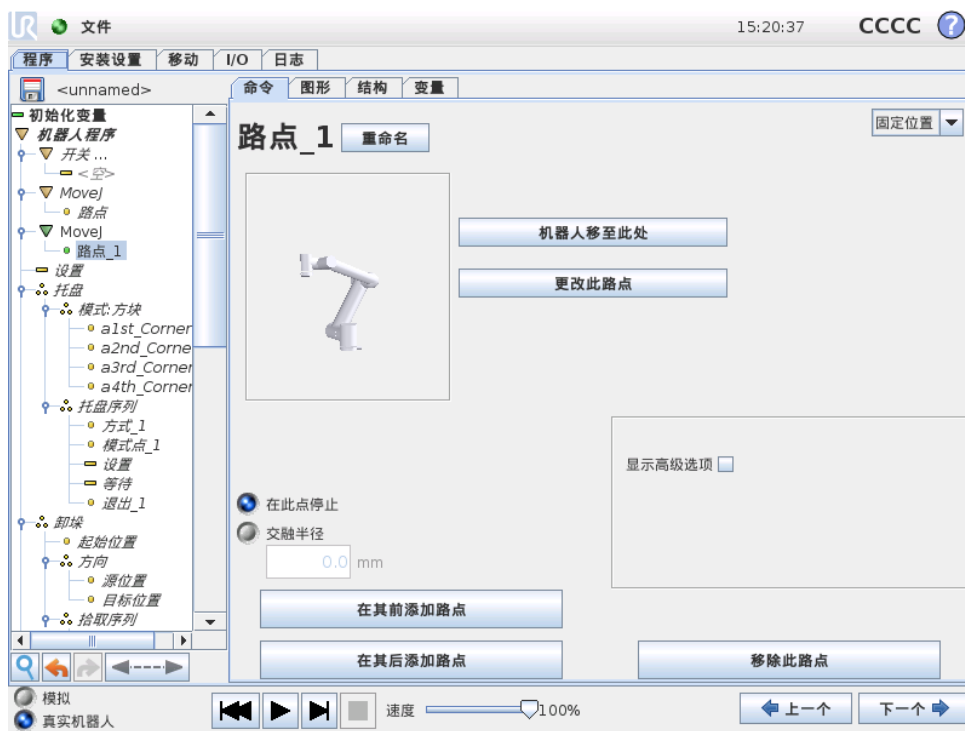 UR 文件 15:20:37 CCCC ?
程序 安装设置 移动 I/O 日志
<unnamed>
命令 图形 结构 变量
初始化变量
机器人程序
开关 ...
<空>
MoveJ
路点
MoveJ
路点_1
设置
托盘
模式:方块
a1st_Corner
a2nd_Corne
a3rd_Corner
a4th_Corner
托盘序列
方式_1
模式点_1
设置
等待
退出_1
卸垛
起始位置
方向
源位置
目标位置
拾取序列
路点_1 重命名
固定位置
机器人移至此处
更改此路点
显示高级选项
在此点停止
交融半径
0.0 mm
在其前添加路点
在其后添加路点
移除此路点
模拟
真实机器人
速度 100%
上一个 下一个